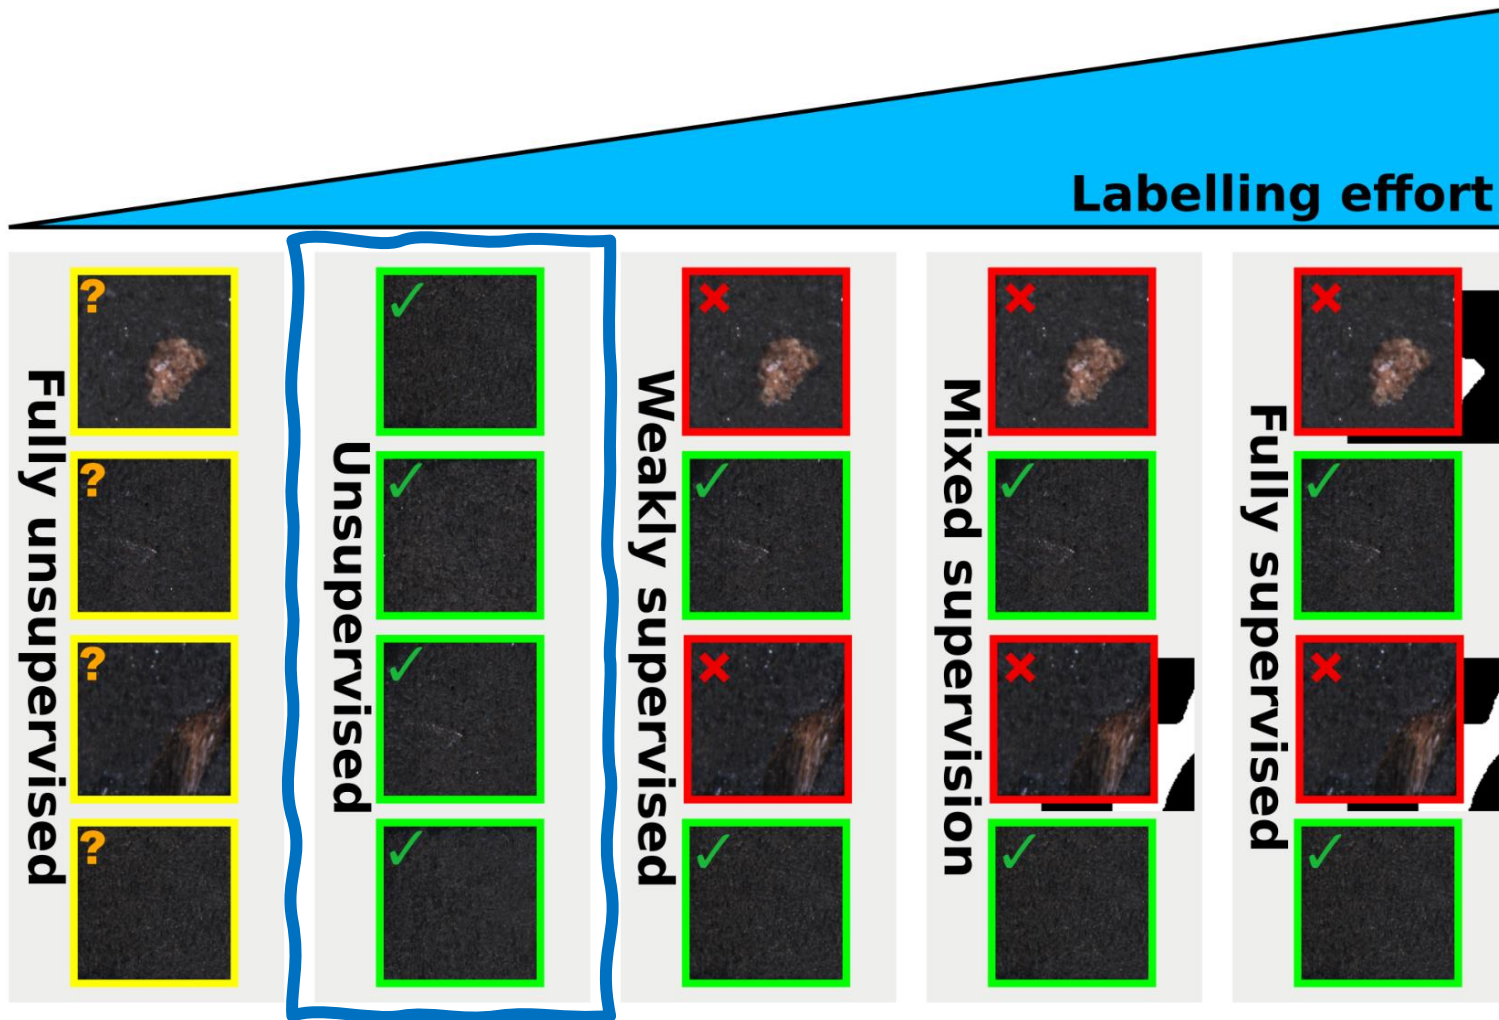 Labelling effort
Fully unsupervised
?
?
?
?
Unsupervised
Weakly supervised
Mixed supervision
Fully supervised